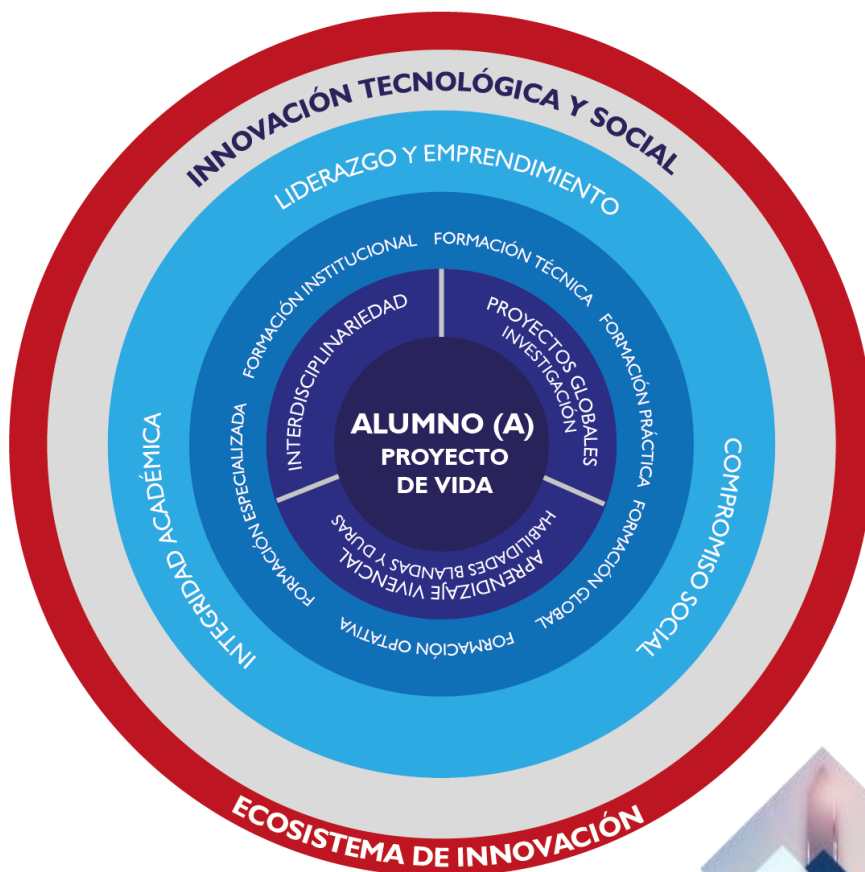 INNOVACIÓN TECNOLÓGICA Y SOCIAL
LIDERAZGO Y EMPRENDIMIENTO
COMPROMISO SOCIAL
INTEGRIDAD ACADÉMICA
FORMACIÓN INSTITUCIONAL
FORMACIÓN TÉCNICA
FORMACIÓN PRÁCTICA
FORMACIÓN GLOBAL
FORMACIÓN OPTATIVA
FORMACIÓN ESPECIALIZADA
INTERDISCIPLINARIEDAD
PROYECTOS GLOBALES
INVESTIGACIÓN
HABILIDADES BLANDAS Y DURAS
APRENDIZAJE VIVENCIAL
ALUMNO (A)
PROYECTO
DE VIDA
ECOSISTEMA DE INNOVACIÓN